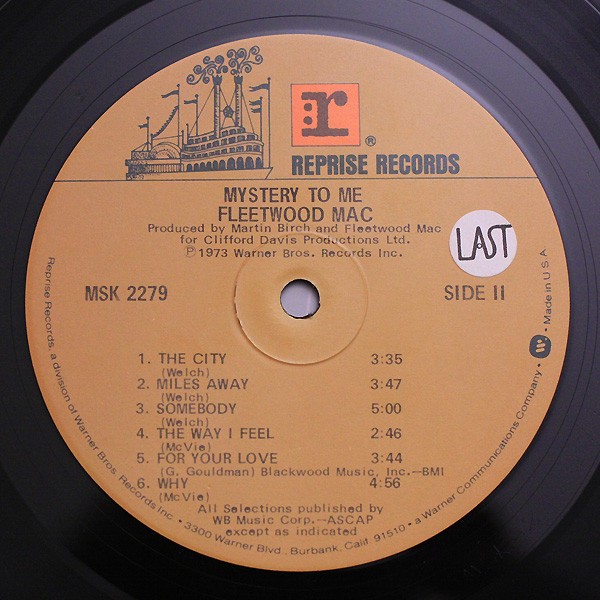 r®
REPRISE RECORDS
MYSTERY TO ME
FLEETWOOD MAC
Produced by Martin Birch and Fleetwood Mac
for Clifford Davis Productions Ltd.
℗1973 Warner Bros. Records Inc.
LAST
MSK 2279
SIDE II
1. THE CITY 3:35
(Welch)
2. MILES AWAY 3:47
(Welch)
3. SOMEBODY 5:00
(Welch)
4. THE WAY I FEEL 2:46
(McVie)
5. FOR YOUR LOVE 3:44
(G. Gouldman) Blackwood Music, Inc.--BMI
6. WHY 4:56
(McVie)
All Selections published by
WB Music Corp.--ASCAP
except as indicated
Reprise Records, a division of Warner Bros. Records Inc. • 3300 Warner Blvd., Burbank, Calif. 91510 • a Warner Communications Company • W • Made in U.S.A.